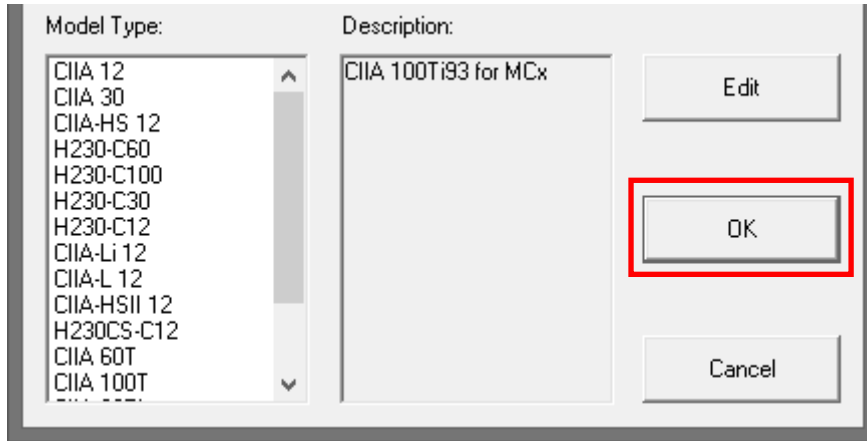 Model Type:
Description:
CIIA 12
CIIA 30
CIIA-HS 12
H230-C60
H230-C100
H230-C30
H230-C12
CIIA-Li 12
CIIA-L 12
CIIA-HSII 12
H230CS-C12
CIIA 60T
CIIA 100T
CIIA 100Ti93 for MCx
Edit
OK
Cancel